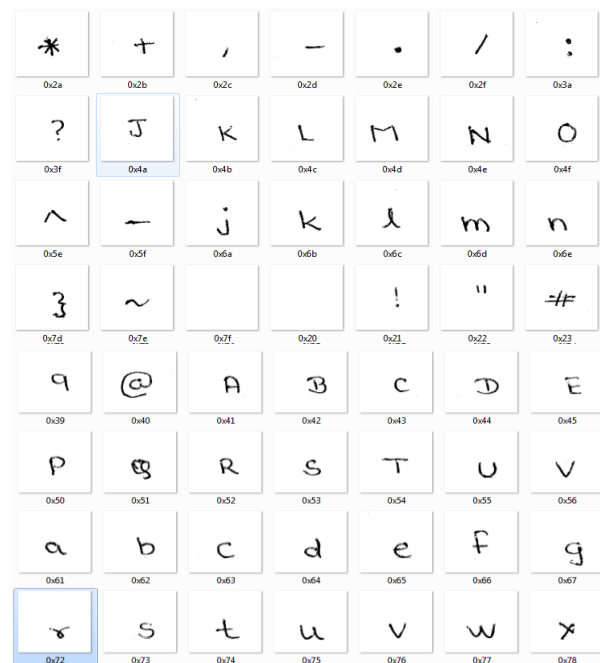 * + , - . / :
0x2a 0x2b 0x2c 0x2d 0x2e 0x2f 0x3a
? J K L M N O
0x3f 0x4a 0x4b 0x4c 0x4d 0x4e 0x4f
^ _ j k l m n
0x5e 0x5f 0x6a 0x6b 0x6c 0x6d 0x6e
} ~ ! " #
0x7d 0x7e 0x7f 0x20 0x21 0x22 0x23
9 @ A B C D E
0x39 0x40 0x41 0x42 0x43 0x44 0x45
P Q R S T U V
0x50 0x51 0x52 0x53 0x54 0x55 0x56
a b c d e f g
0x61 0x62 0x63 0x64 0x65 0x66 0x67
r s t u v w x
0x72 0x73 0x74 0x75 0x76 0x77 0x78